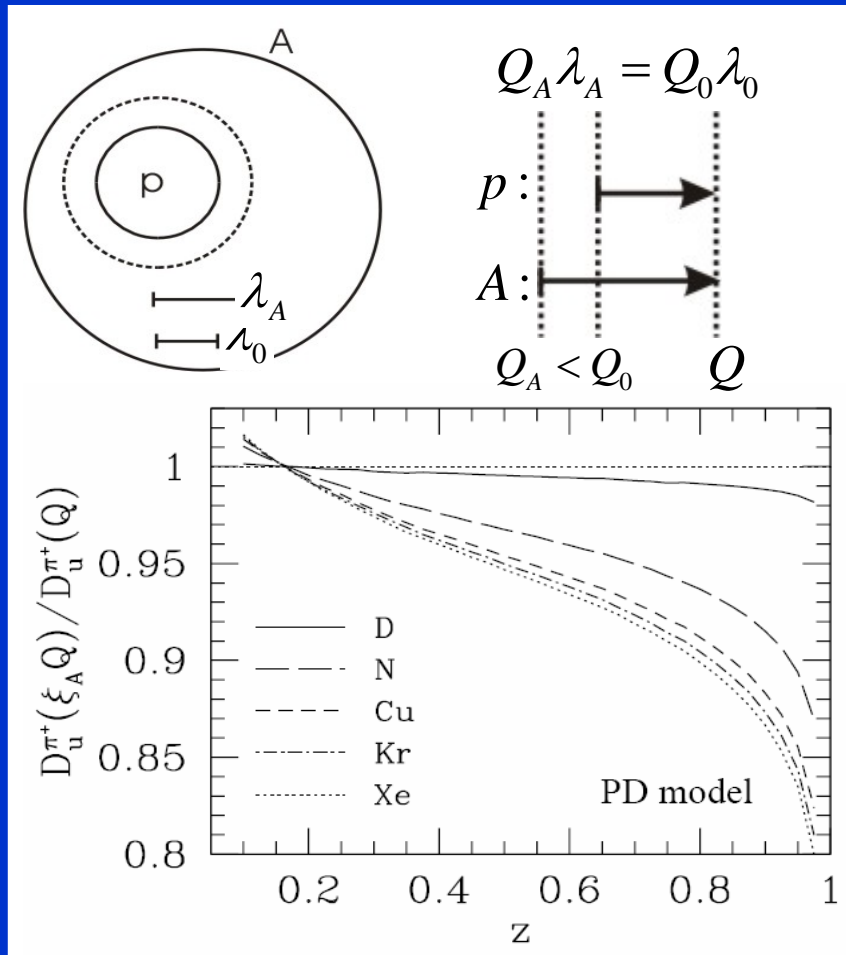 A
p
λ_A
λ_0
Q_A λ_A = Q_0 λ_0
p :
A :
Q_A < Q_0
Q
D_u^{π+}(ξ_A Q) / D_u^{π+}(Q)
1
0.95
0.9
0.85
0.8
D
N
Cu
Kr
Xe
PD model
0.2 0.4 0.6 0.8 1
z